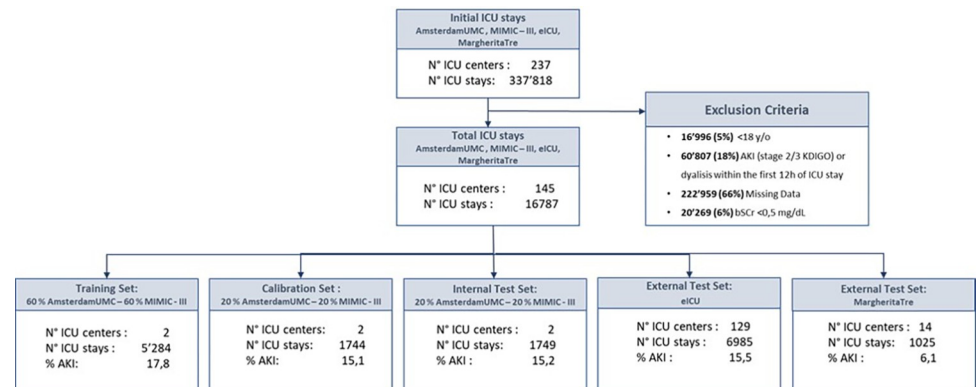 Initial ICU stays
AmsterdamUMC , MIMIC – III, eICU,
MargheritaTre
N° ICU centers : 237
N° ICU stays: 337’818
Exclusion Criteria
• 16’996 (5%) <18 y/o
• 60’807 (18%) AKI (stage 2/3 KDIGO) or
dyalisis within the first 12h of ICU stay
• 222’959 (66%) Missing Data
• 20’269 (6%) bSCr <0,5 mg/dL
Total ICU stays
AmsterdamUMC, MIMIC – III, eICU,
MargheritaTre
N° ICU centers : 145
N° ICU stays : 16787
Training Set:
60 % AmsterdamUMC – 60 % MIMIC - III
N° ICU centers : 2
N° ICU stays : 5’284
% AKI: 17,8
Calibration Set :
20 % AmsterdamUMC – 20 % MIMIC - III
N° ICU centers: 2
N° ICU stays: 1744
% AKI : 15,1
Internal Test Set:
20 % AmsterdamUMC – 20 % MIMIC - III
N° ICU centers : 2
N° ICU stays : 1749
% AKI : 15,2
External Test Set:
eICU
N° ICU centers : 129
N° ICU stays : 6985
% AKI : 15,5
External Test Set:
MargheritaTre
N° ICU centers : 14
N° ICU stays: 1025
% AKI : 6,1